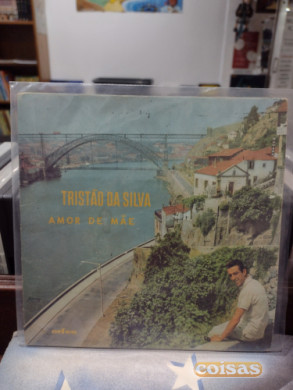 TRISTÃO DA SILVA
AMOR DE MÃE
coisas